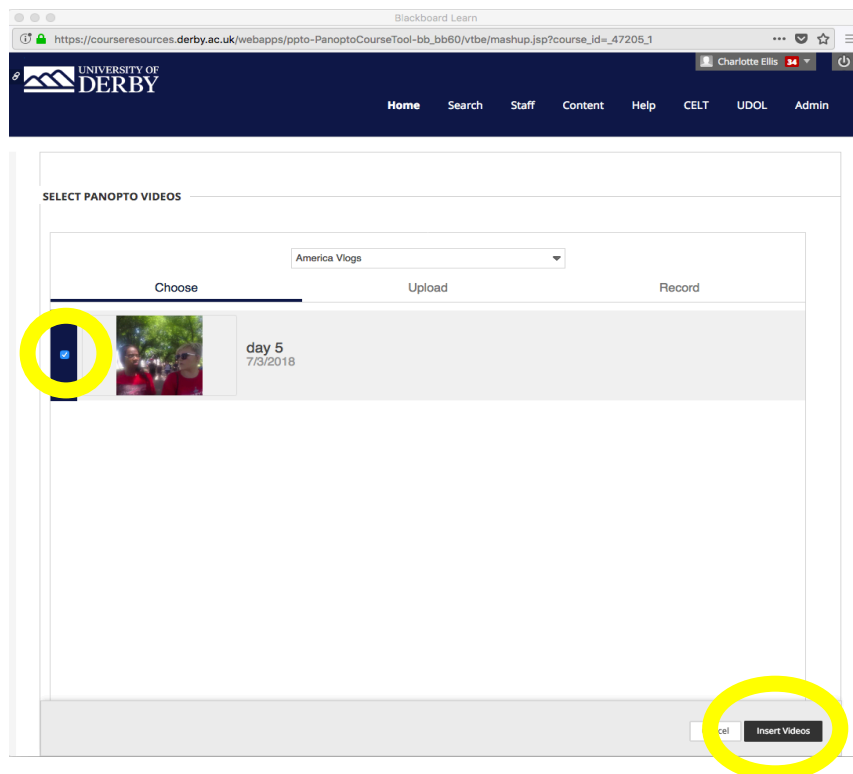 Blackboard Learn
https://courseresources.derby.ac.uk/webapps/ppto-PanoptoCourseTool-bb_bb60/vtbe/mashup.jsp?course_id=_47205_1
Charlotte Ellis 34
UNIVERSITY OF
DERBY
Home Search Staff Content Help CELT UDOL Admin
SELECT PANOPTO VIDEOS
America Vlogs
Choose Upload Record
day 5
7/3/2018
Insert Videos